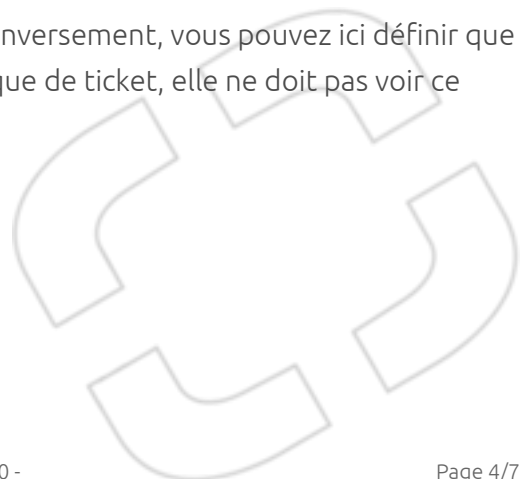 nversement, vous pouvez ici définir que
que de ticket, elle ne doit pas voir ce
0 -
Page 4/7